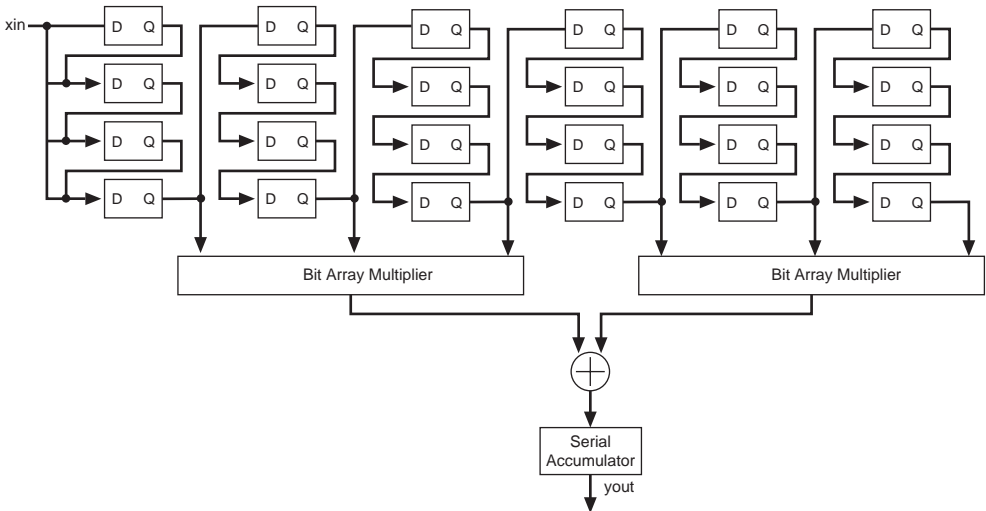 xin
D Q D Q D Q D Q D Q D Q
D Q D Q D Q D Q D Q D Q
D Q D Q D Q D Q D Q D Q
D Q D Q D Q D Q D Q D Q
Bit Array Multiplier Bit Array Multiplier
Serial
Accumulator
yout